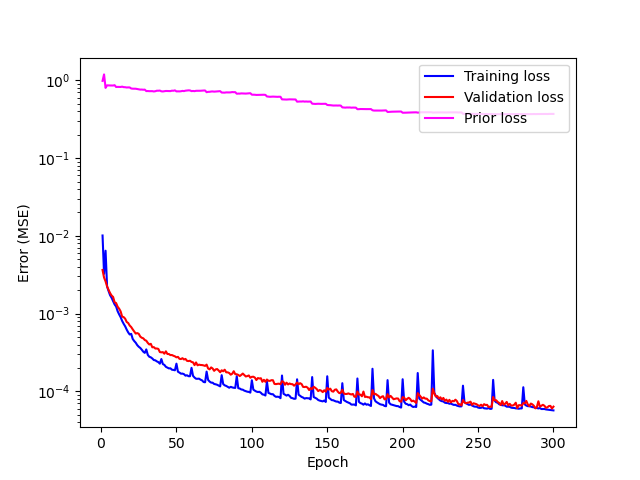 10^0
10^-1
10^-2
10^-3
10^-4
Error (MSE)
Training loss
Validation loss
Prior loss
0 50 100 150 200 250 300
Epoch